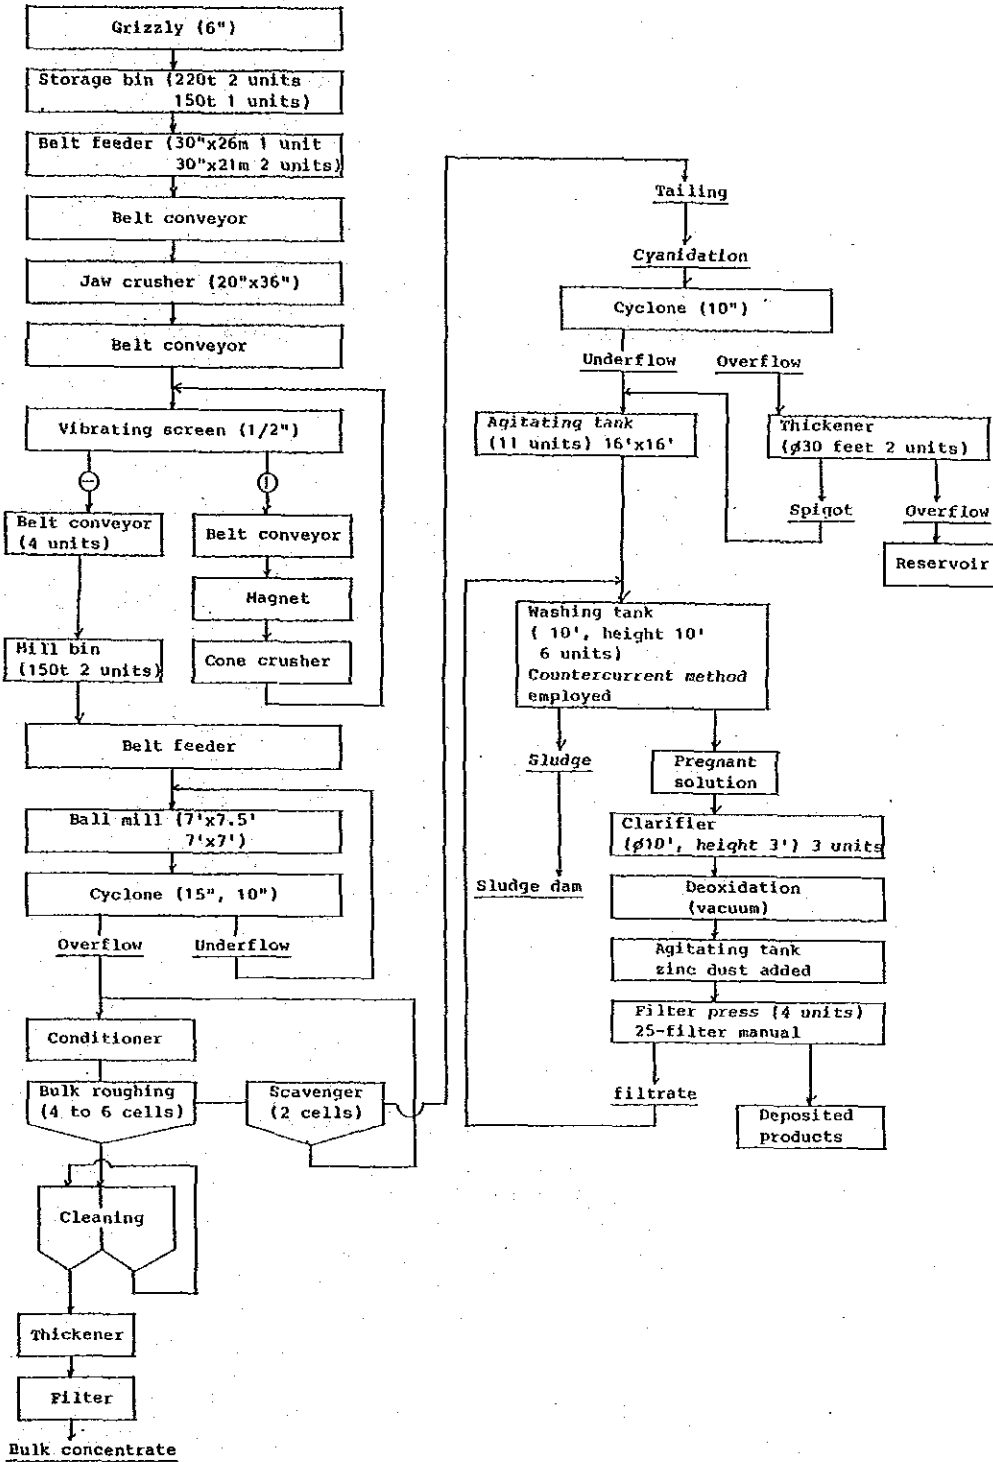 Grizzly (6")
Storage bin (220t 2 units
150t 1 units)
Belt feeder (30"x26m 1 unit
30"x21m 2 units)
Belt conveyor
Jaw crusher (20"x36")
Belt conveyor
Vibrating screen (1/2")
Belt conveyor
(4 units)
Belt conveyor
Magnet
Mill bin
(150t 2 units)
Cone crusher
Belt feeder
Ball mill (7'x7.5'
7'x7')
Cyclone (15", 10")
Overflow
Underflow
Conditioner
Bulk roughing
(4 to 6 cells)
Scavenger
(2 cells)
Cleaning
Thickener
Filter
Bulk concentrate
Tailing
Cyanidation
Cyclone (10")
Underflow
Overflow
Agitating tank
(11 units) 16'x16'
Thickener
(ø30 feet 2 units)
Spigot
Overflow
Reservoir
Washing tank
( 10', height 10'
6 units)
Countercurrent method
employed
Sludge
Sludge dam
Pregnant
solution
Clarifier
(ø10', height 3') 3 units
Deoxidation
(vacuum)
Agitating tank
zinc dust added
Filter press (4 units)
25-filter manual
filtrate
Deposited
products